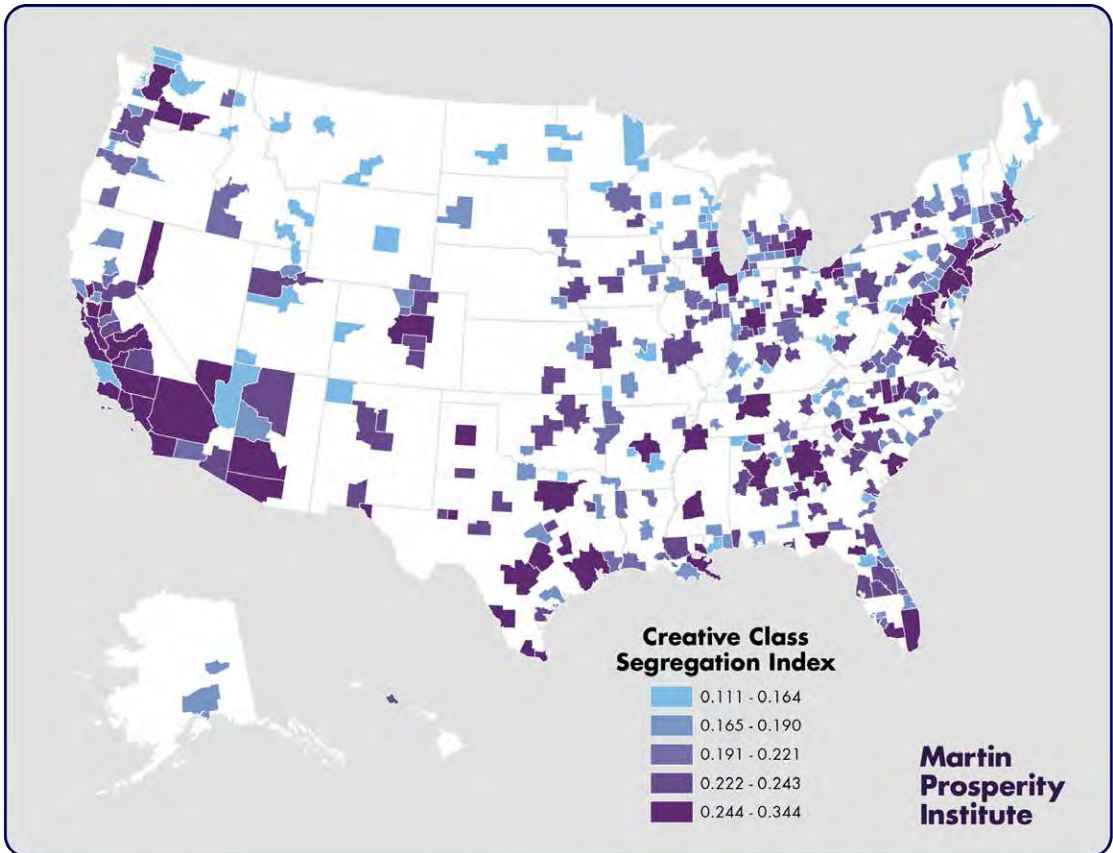 Creative Class
Segregation Index
0.111 - 0.164
0.165 - 0.190
0.191 - 0.221
0.222 - 0.243
0.244 - 0.344
Martin
Prosperity
Institute